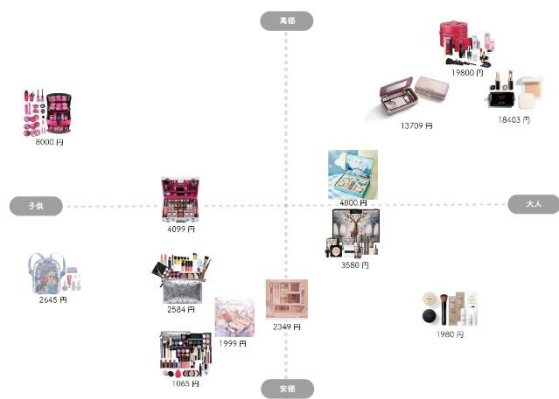 高価
19800 円
18403 円
13709 円
8000 円
4800 円
子供
大人
4099 円
3580 円
2645 円
2584 円
1999 円
2349 円
1980 円
1065 円
安価